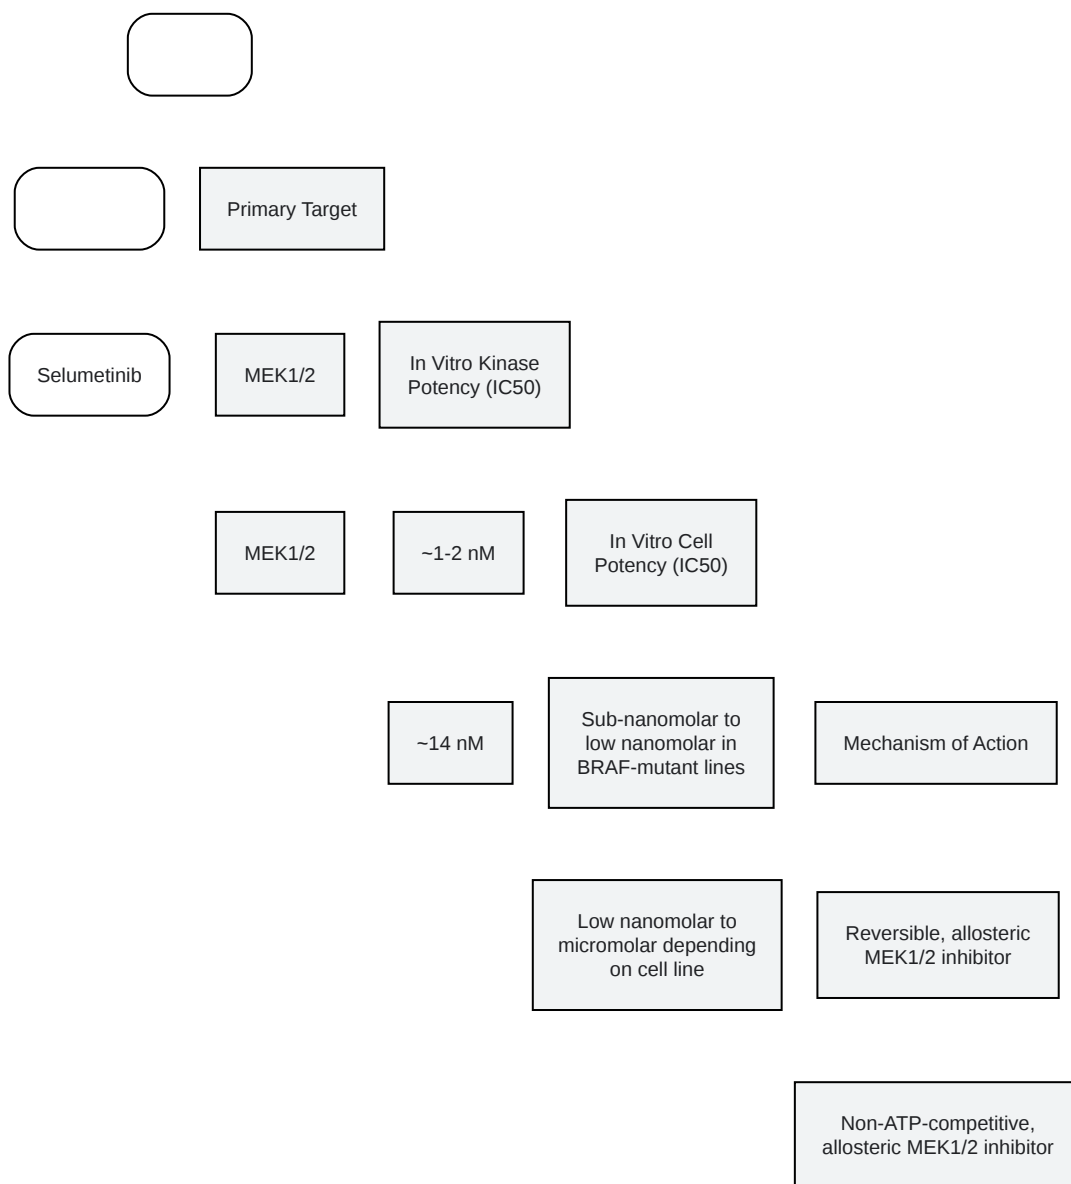 Primary Target
Selumetinib
MEK1/2
In Vitro Kinase
Potency (IC50)
MEK1/2
~1-2 nM
In Vitro Cell
Potency (IC50)
~14 nM
Sub-nanomolar to
low nanomolar in
BRAF-mutant lines
Mechanism of Action
Low nanomolar to
micromolar depending
on cell line
Reversible, allosteric
MEK1/2 inhibitor
Non-ATP-competitive,
allosteric MEK1/2 inhibitor